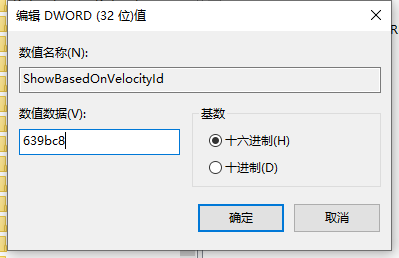 编辑 DWORD (32 位)值
数值名称(N):
ShowBasedOnVelocityId
数值数据(V):
639bc8
基数
十六进制(H)
十进制(D)
确定
取消
R